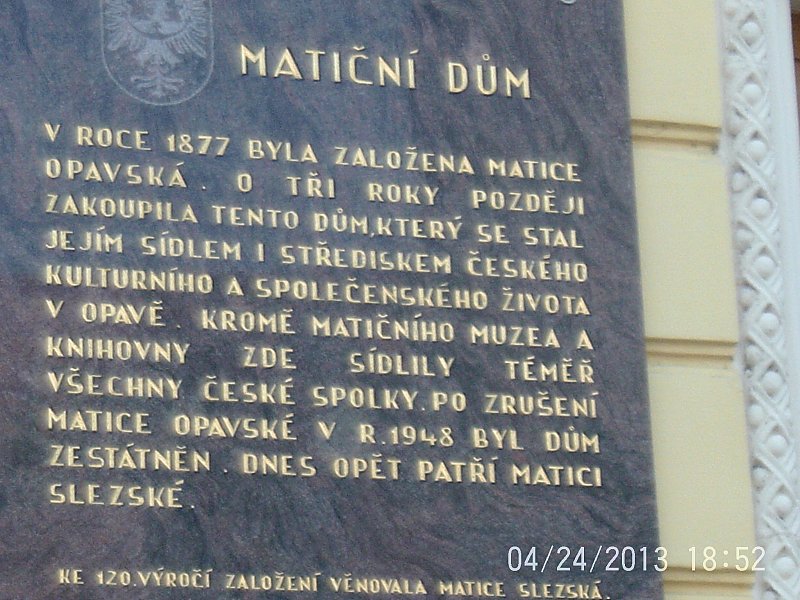 MATIČNÍ DŮM
V ROCE 1877 BYLA ZALOŽENA MATICE
OPAVSKÁ. O TŘI ROKY POZDĚJI
ZAKOUPILA TENTO DŮM,KTERÝ SE STAL
JEJÍM SÍDLEM I STŘEDISKEM ČESKÉHO
KULTURNÍHO A SPOLEČENSKÉHO ŽIVOTA
V OPAVĚ. KROMĚ MATIČNÍHO MUZEA A
KNIHOVNY ZDE SÍDLILY TÉMĚŘ
VŠECHNY ČESKÉ SPOLKY.PO ZRUŠENÍ
MATICE OPAVSKÉ V R.1948 BYL DŮM
ZESTÁTNĚN. DNES OPĚT PATŘÍ MATICI
SLEZSKÉ.
KE 120.VÝROČÍ ZALOŽENÍ VĚNOVALA MATICE SLEZSKÁ.
04/24/2013 18:52